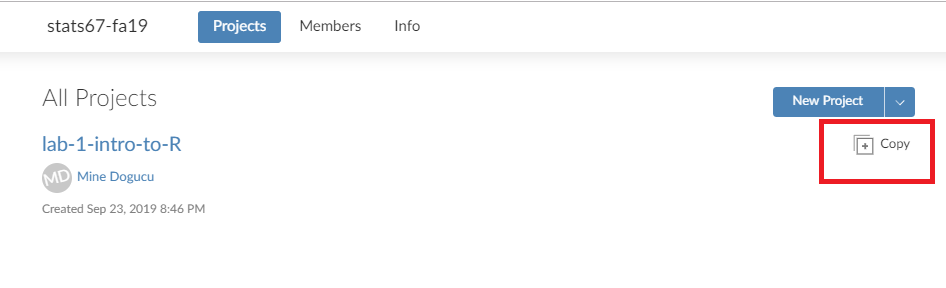 stats67-fa19 Projects Members Info
All Projects
New Project
lab-1-intro-to-R
Copy
MD Mine Dogucu
Created Sep 23, 2019 8:46 PM